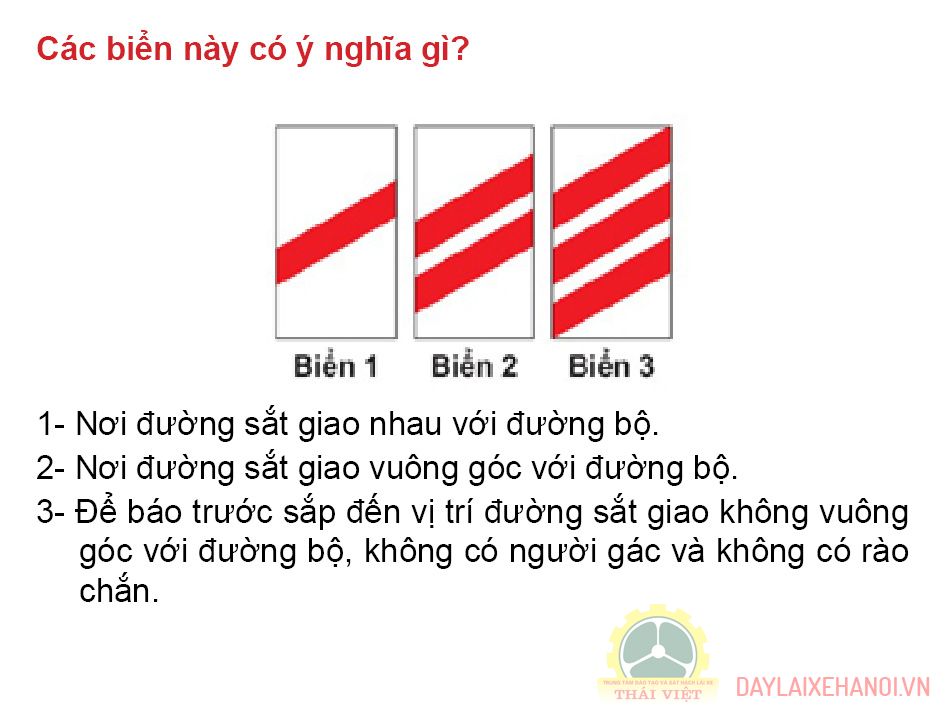 Các biển này có ý nghĩa gì?
Biển 1 Biển 2 Biển 3
1- Nơi đường sắt giao nhau với đường bộ.
2- Nơi đường sắt giao vuông góc với đường bộ.
3- Để báo trước sắp đến vị trí đường sắt giao không vuông
góc với đường bộ, không có người gác và không có rào
chắn.
TRUNG TÂM ĐÀO TẠO VÀ SÁT HẠCH LÁI XE
THÁI VIỆT
DAYLAIXEHANOI.VN